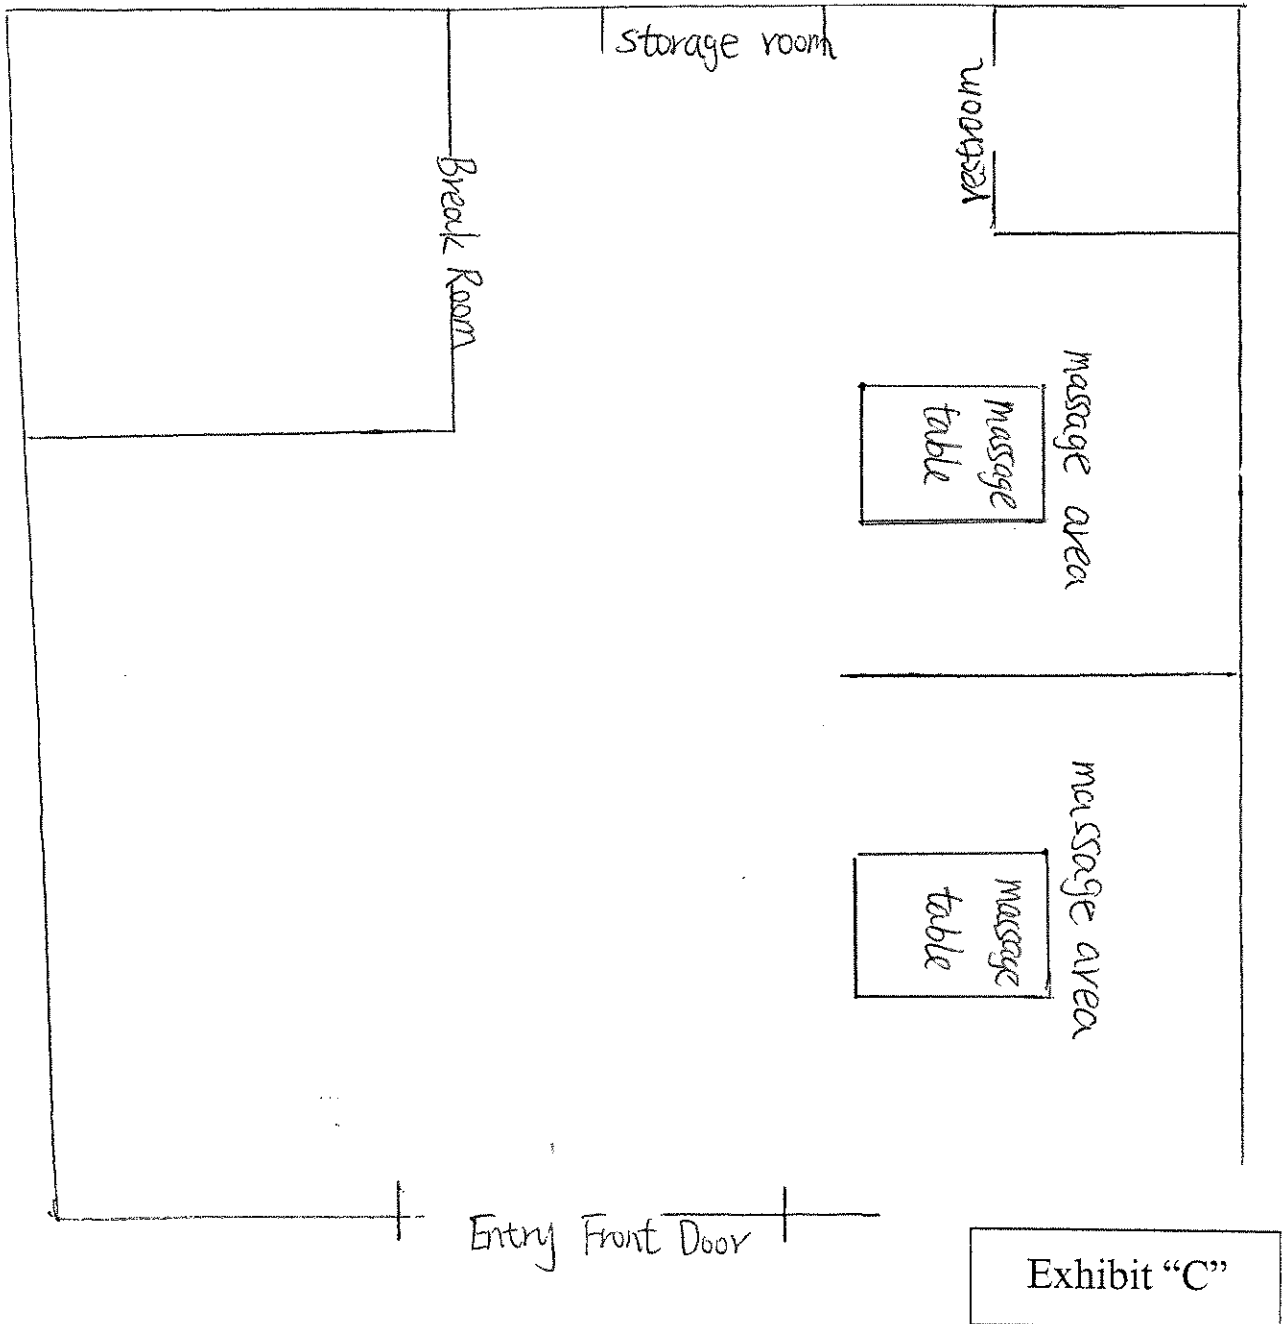 storage room
restroom
Break Room
massage area
massage
table
massage area
massage
table
Entry Front Door
Exhibit “C”